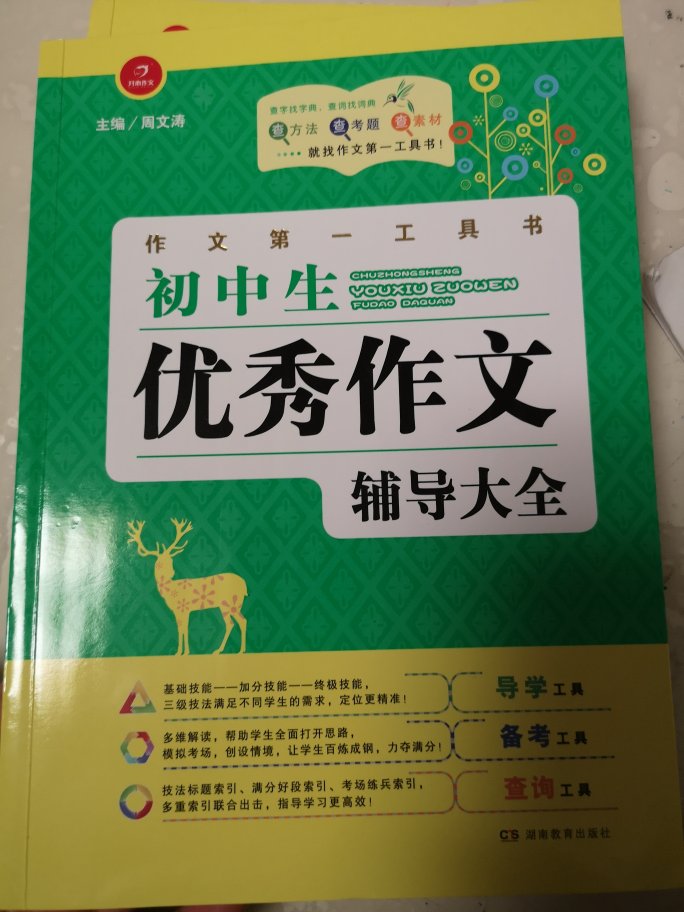 开心作文
主编/周文涛
查字找字典，查词找词典
查方法 查考题 查素材
就找作文第一工具书！
作文第一工具书
初中生
CHUZHONGSHENG
YOUXIU ZUOWEN
FUDAO DAQUAN
优秀作文
辅导大全
基础技能——加分技能——终极技能，
三级技法满足不同学生的需求，定位更精准！
导学工具
多维解读，帮助学生全面打开思路，
模拟考场，创设情境，让学生百炼成钢，力夺满分！
备考工具
技法标题索引、满分好段索引、考场练兵索引，
多重索引联合出击，指导学习更高效！
查询工具
CS 湖南教育出版社